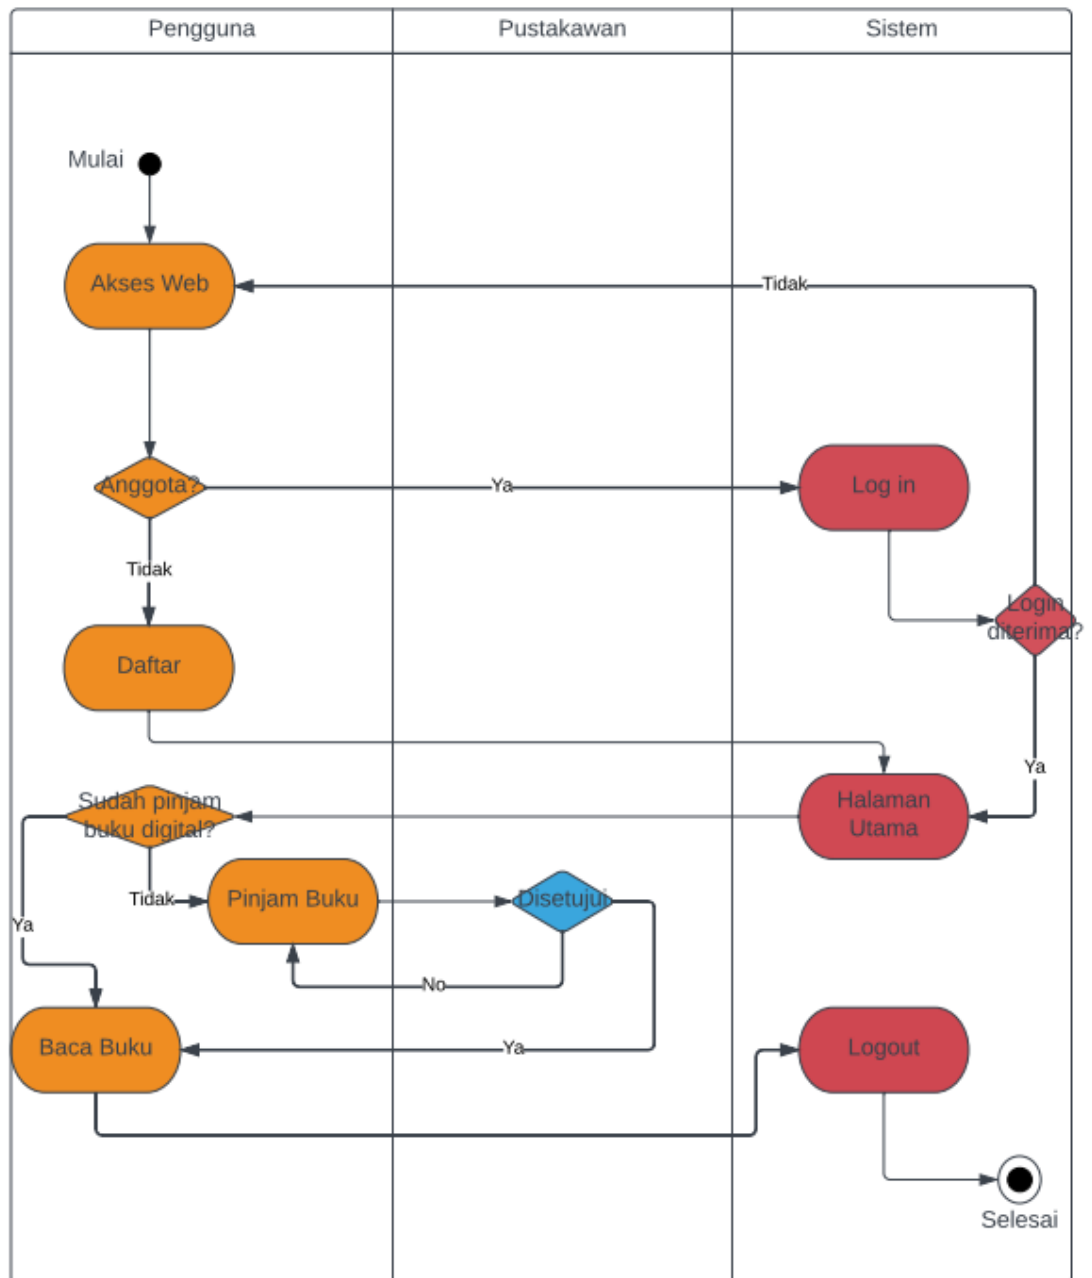 Pengguna
Pustakawan
Sistem
Mulai
Akses Web
Tidak
Anggota?
Ya
Log in
Tidak
Login
diterima?
Daftar
Ya
Sudah pinjam
buku digital?
Halaman
Utama
Tidak
Pinjam Buku
Disetujui
Ya
No
Baca Buku
Ya
Logout
Selesai